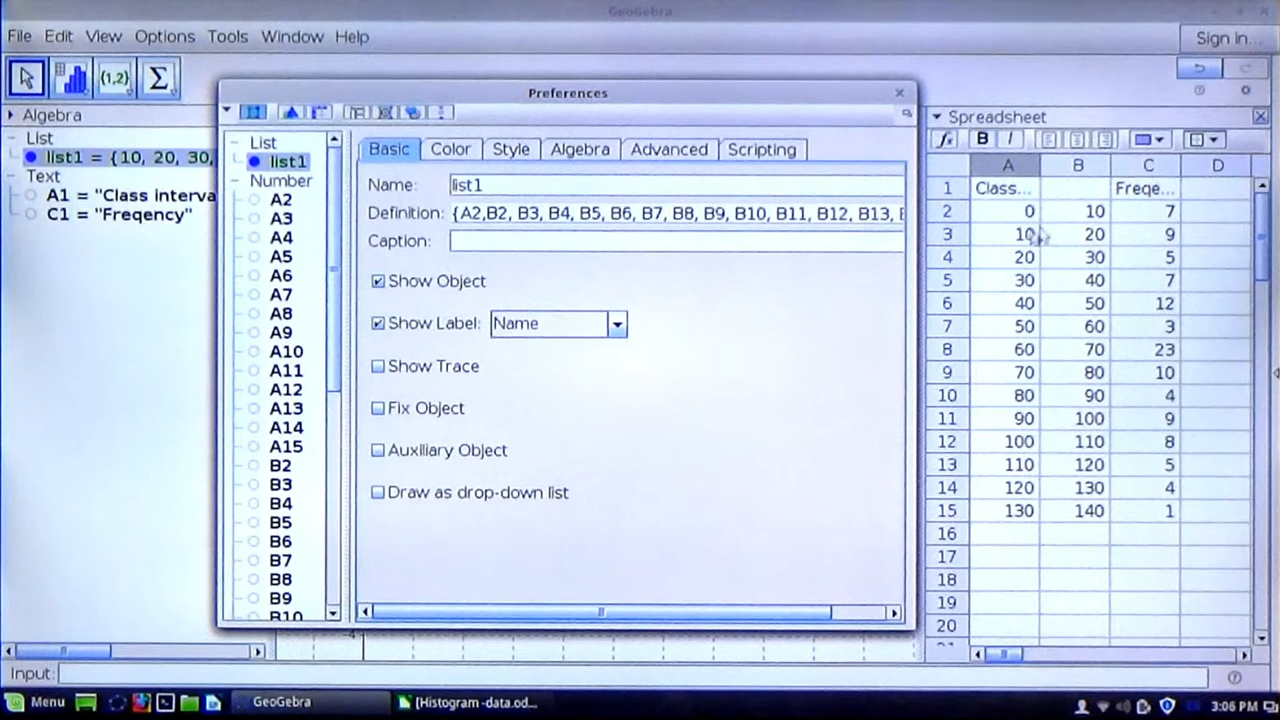 GeoGebra
File Edit View Options Tools Window Help
Sign in...
{1,2} Σ
Algebra
List
list1 = {10, 20, 30,
Text
A1 = "Class interva
C1 = "Freqency"
Preferences
List
list1
Number
A2
A3
A4
A5
A6
A7
A8
A9
A10
A11
A12
A13
A14
A15
B2
B3
B4
B5
B6
B7
B8
B9
B10
Basic Color Style Algebra Advanced Scripting
Name: list1
Definition: {A2,B2, B3, B4, B5, B6, B7, B8, B9, B10, B11, B12, B13,
Caption:
Show Object
Show Label: Name
Show Trace
Fix Object
Auxiliary Object
Draw as drop-down list
-4
Spreadsheet
fx B I
A B C D
1 Class... Freqe...
2 0 10 7
3 10 20 9
4 20 30 5
5 30 40 7
6 40 50 12
7 50 60 3
8 60 70 23
9 70 80 10
10 80 90 4
11 90 100 9
12 100 110 8
13 110 120 5
14 120 130 4
15 130 140 1
16
17
18
19
20
Input:
Menu GeoGebra [Histogram -data.od... 3:06 PM